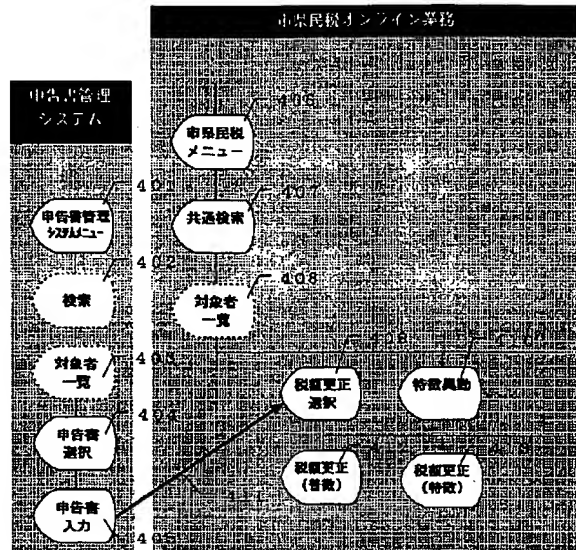 市県民税オンライン業務
申告書管理
システム
406
市県民税
メニュー
401
407
申告書管理
システムメニュー
共通検索
402
408
検索
対象者
一覧
403
409
対象者
一覧
税額更正
選択
特徴異動
404
申告書
選択
税額更正
(普徴)
税額更正
(特徴)
411
申告書
入力
405